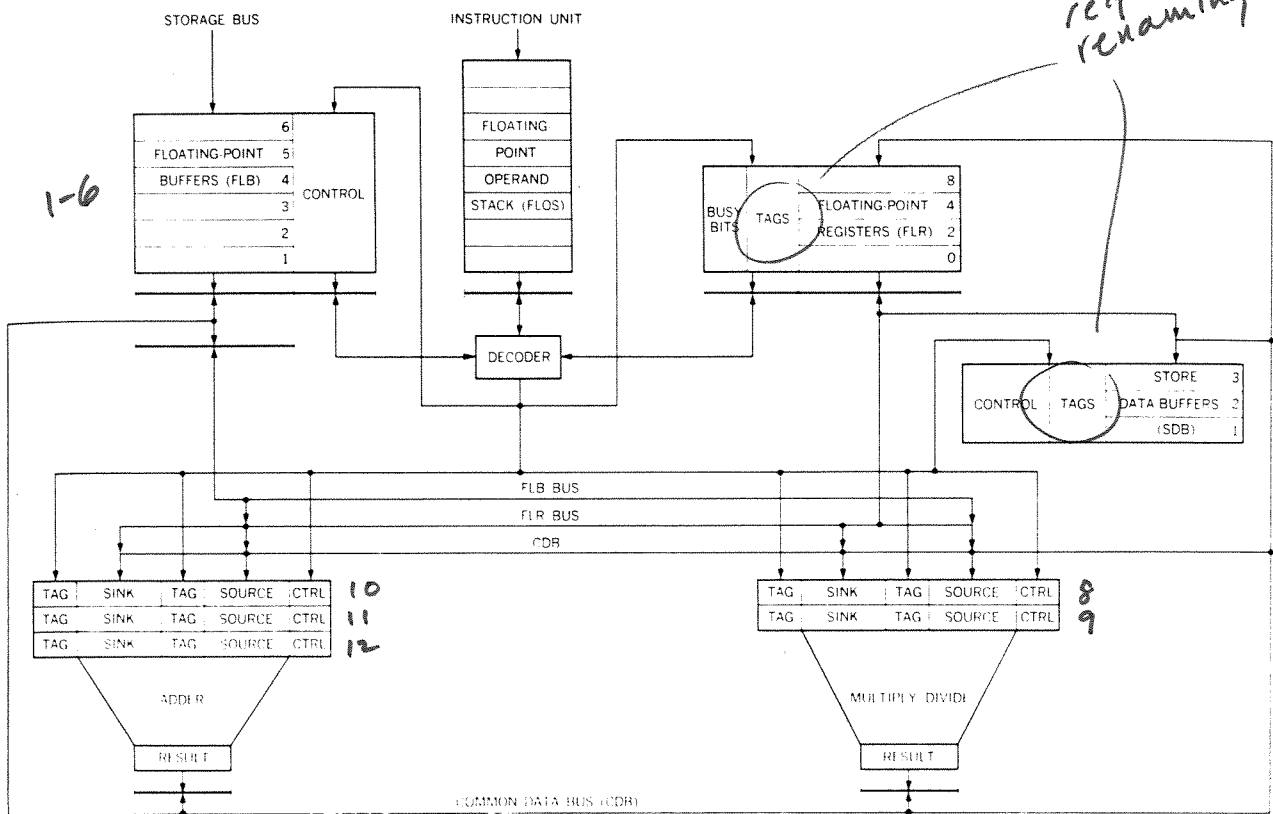 STORAGE BUS
INSTRUCTION UNIT
renaming
6
FLOATING-POINT 5
BUFFERS (FLB) 4
3
2
1
CONTROL
1-6
FLOATING-
POINT
OPERAND
STACK (FLOS)
BUSY
BITS
TAGS
8
FLOATING-POINT 4
REGISTERS (FLR) 2
0
DECODER
CONTROL TAGS
STORE 3
DATA BUFFERS 2
(SDB) 1
FLB BUS
FLR BUS
CDB
TAG SINK TAG SOURCE CTRL 10
TAG SINK TAG SOURCE CTRL 11
TAG SINK TAG SOURCE CTRL 12
TAG SINK TAG SOURCE CTRL 8
TAG SINK TAG SOURCE CTRL 9
ADDER
MULTIPLY DIVIDE
RESULT
RESULT
COMMON DATA BUS (CDB)